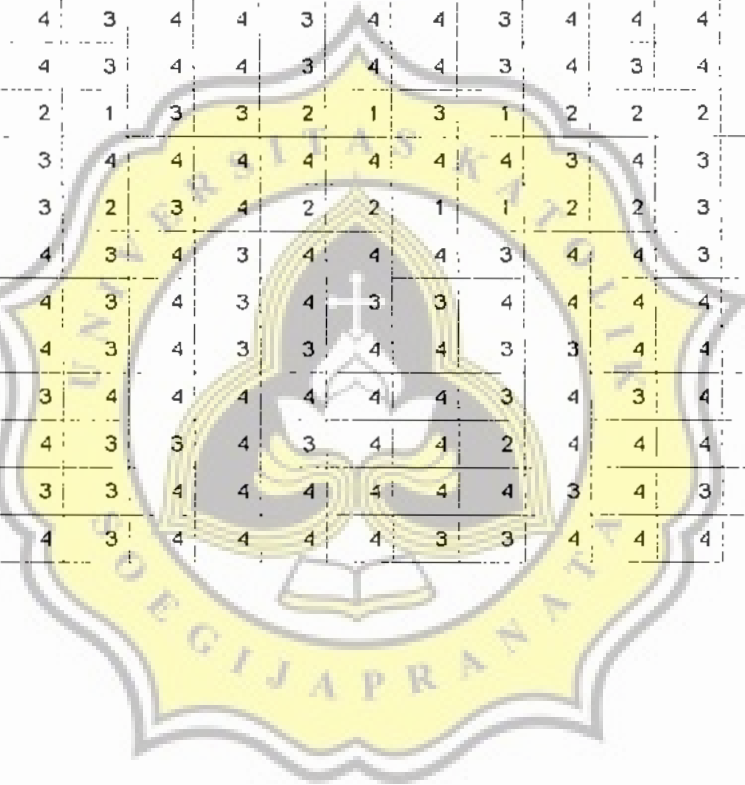 4 3 4 4 3 4 4 3 4 4 4
4 3 4 4 3 4 4 3 4 3 4
2 1 3 3 2 1 3 1 2 2 2
3 4 4 4 4 4 4 4 3 4 3
3 2 3 4 2 2 1 1 2 2 3
4 3 4 3 4 4 4 3 4 4 3
4 3 4 3 4 3 3 4 4 4 4
4 3 4 3 3 4 4 3 3 4 4
3 4 4 4 4 4 4 3 4 3 4
4 3 3 4 3 4 4 2 4 4 4
3 3 4 4 4 4 4 4 3 4 3
4 3 4 4 4 4 3 3 4 4 4
UNIVERSITAS KATOLIK
SOEGIJAPRANATA